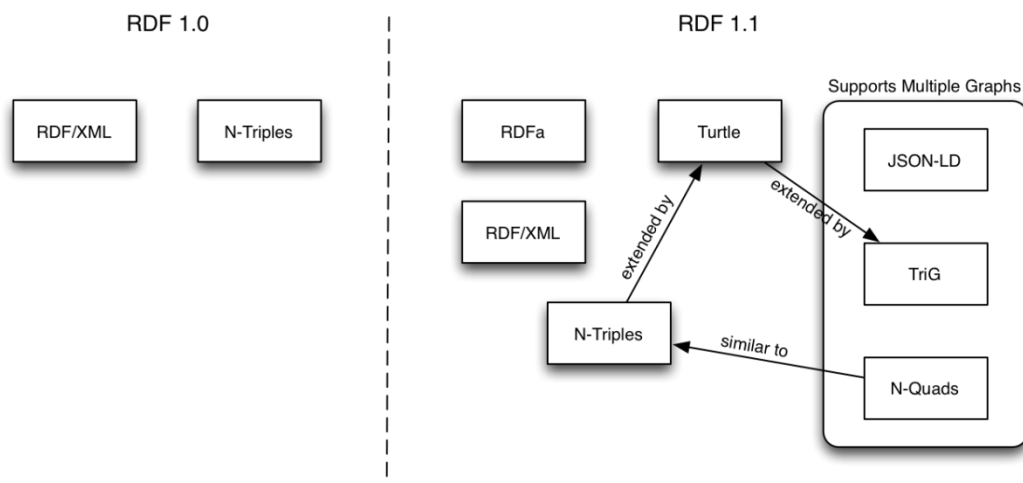 RDF 1.0
RDF 1.1
Supports Multiple Graphs
RDF/XML
N-Triples
RDFa
Turtle
JSON-LD
extended by
extended by
RDF/XML
TriG
N-Triples
similar to
N-Quads